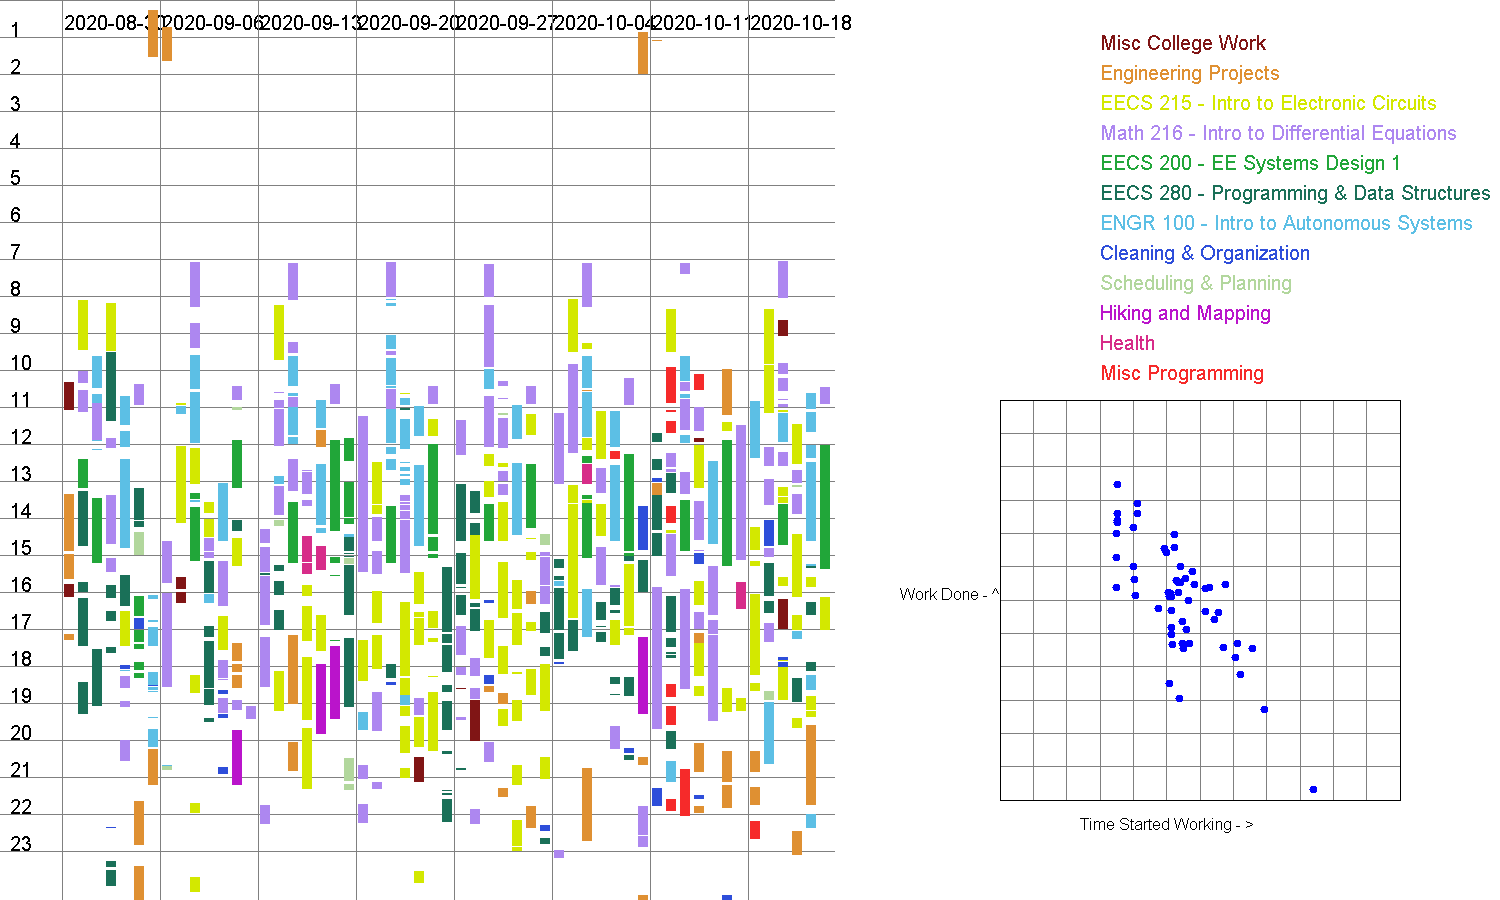 2020-08-30
2020-09-06
2020-09-13
2020-09-20
2020-09-27
2020-10-04
2020-10-11
2020-10-18
1
2
3
4
5
6
7
8
9
10
11
12
13
14
15
16
17
18
19
20
21
22
23
Misc College Work
Engineering Projects
EECS 215 - Intro to Electronic Circuits
Math 216 - Intro to Differential Equations
EECS 200 - EE Systems Design 1
EECS 280 - Programming & Data Structures
ENGR 100 - Intro to Autonomous Systems
Cleaning & Organization
Scheduling & Planning
Hiking and Mapping
Health
Misc Programming
Work Done - ^
Time Started Working - >